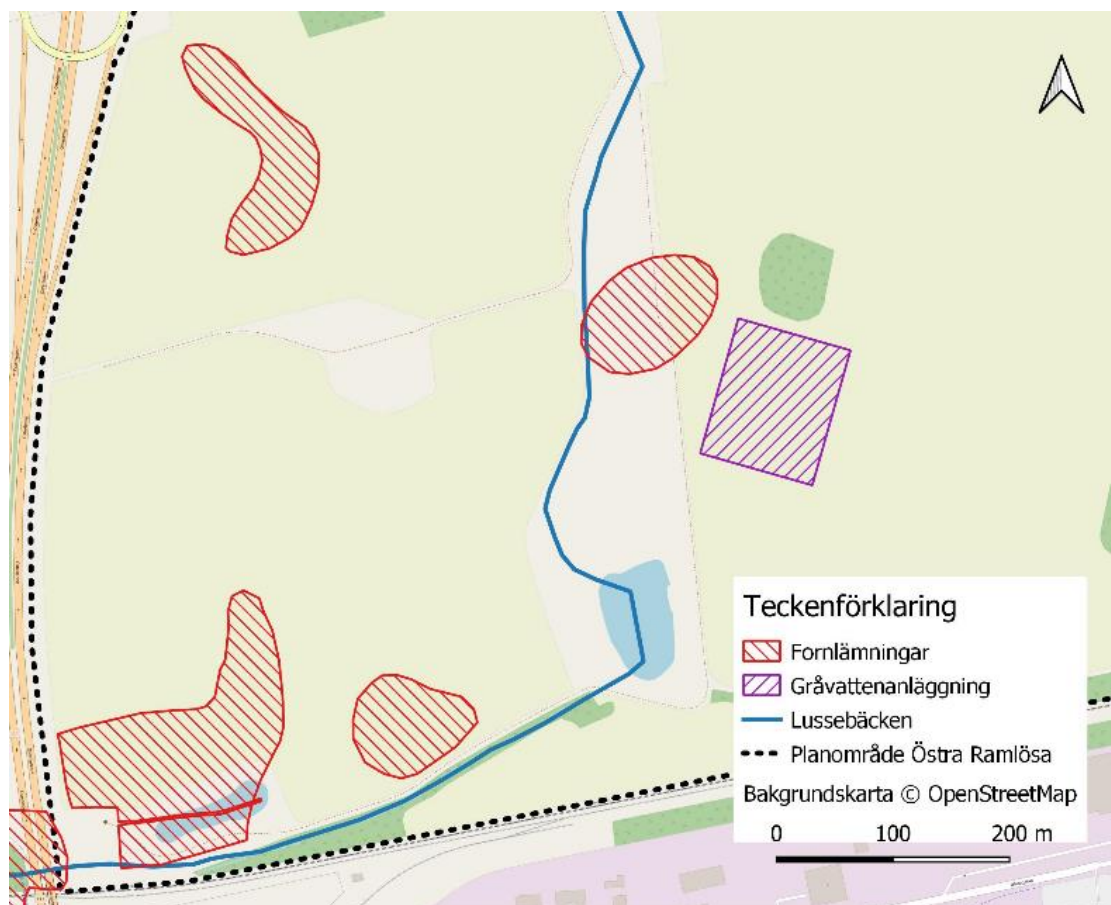 Teckenförklaring
Fornlämningar
Gråvattenanläggning
Lussebäcken
Planområde Östra Ramlösa
Bakgrundskarta © OpenStreetMap
0 100 200 m